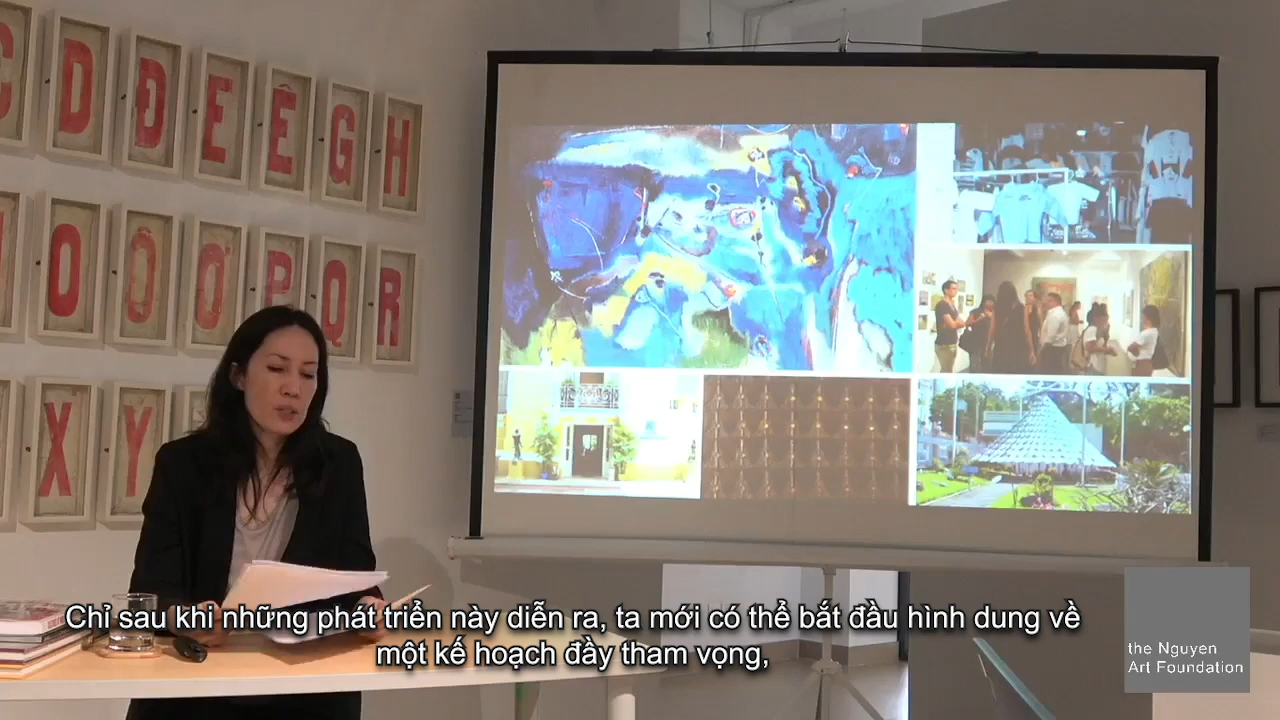 C D Đ E Ê G H
O Ô Ơ P Q R
X Y
Chỉ sau khi những phát triển này diễn ra, ta mới có thể bắt đầu hình dung về
một kế hoạch đầy tham vọng,
the Nguyen
Art Foundation